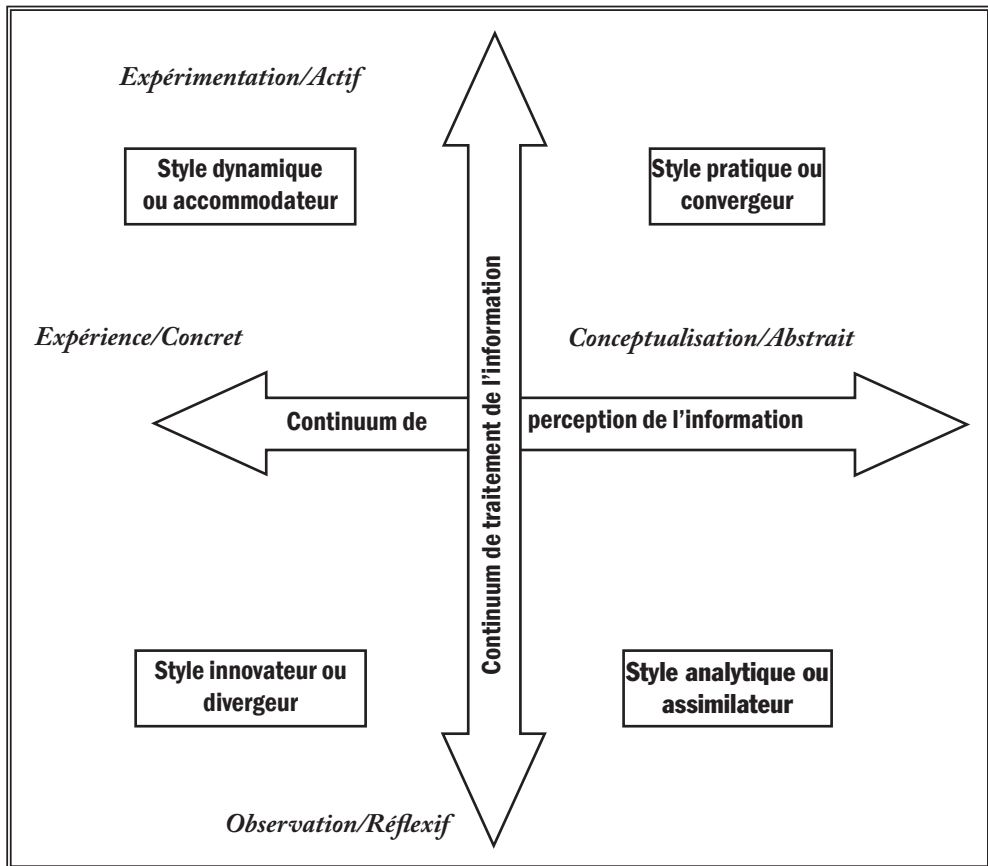 Expérimentation/Actif
Style dynamique
ou accommodateur
Style pratique ou
convergeur
Continuum de traitement de l'information
Expérience/Concret
Conceptualisation/Abstrait
Continuum de perception de l'information
Style innovateur ou
divergeur
Style analytique ou
assimilateur
Observation/Réflexif